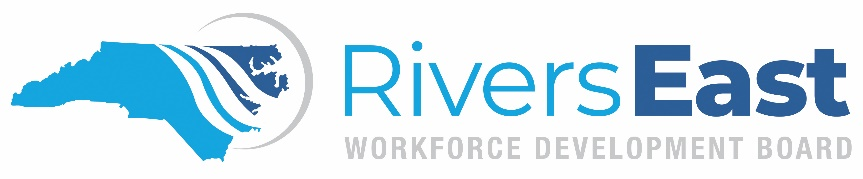 RiversEast
WORKFORCE DEVELOPMENT BOARD